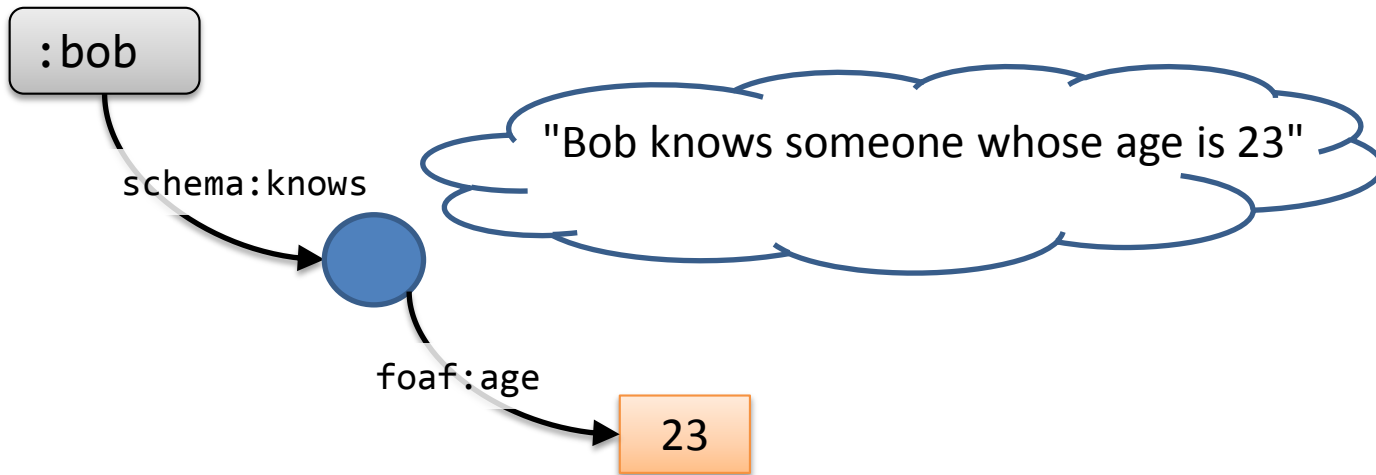 :bob
"Bob knows someone whose age is 23"
schema:knows
foaf:age
23